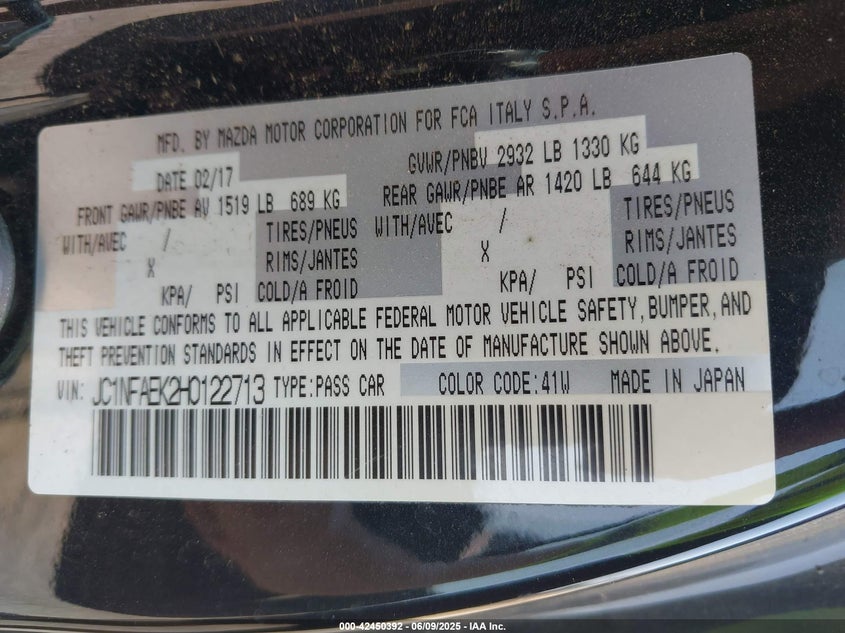 MFD. BY MAZDA MOTOR CORPORATION FOR FCA ITALY S.P.A.
DATE 02/17 GVWR/PNBV 2932 LB 1330 KG
FRONT GAWR/PNBE AV 1519 LB 689 KG REAR GAWR/PNBE AR 1420 LB 644 KG
WITH/AVEC / TIRES/PNEUS WITH/AVEC / TIRES/PNEUS
X RIMS/JANTES X RIMS/JANTES
KPA/ PSI COLD/A FROID KPA/ PSI COLD/A FROID
THIS VEHICLE CONFORMS TO ALL APPLICABLE FEDERAL MOTOR VEHICLE SAFETY, BUMPER, AND
THEFT PREVENTION STANDARDS IN EFFECT ON THE DATE OF MANUFACTURE SHOWN ABOVE.
VIN: JC1NFAEK2H0122713 TYPE:PASS CAR COLOR CODE:41W MADE IN JAPAN
000-42450392 - 06/09/2025 - IAA Inc.